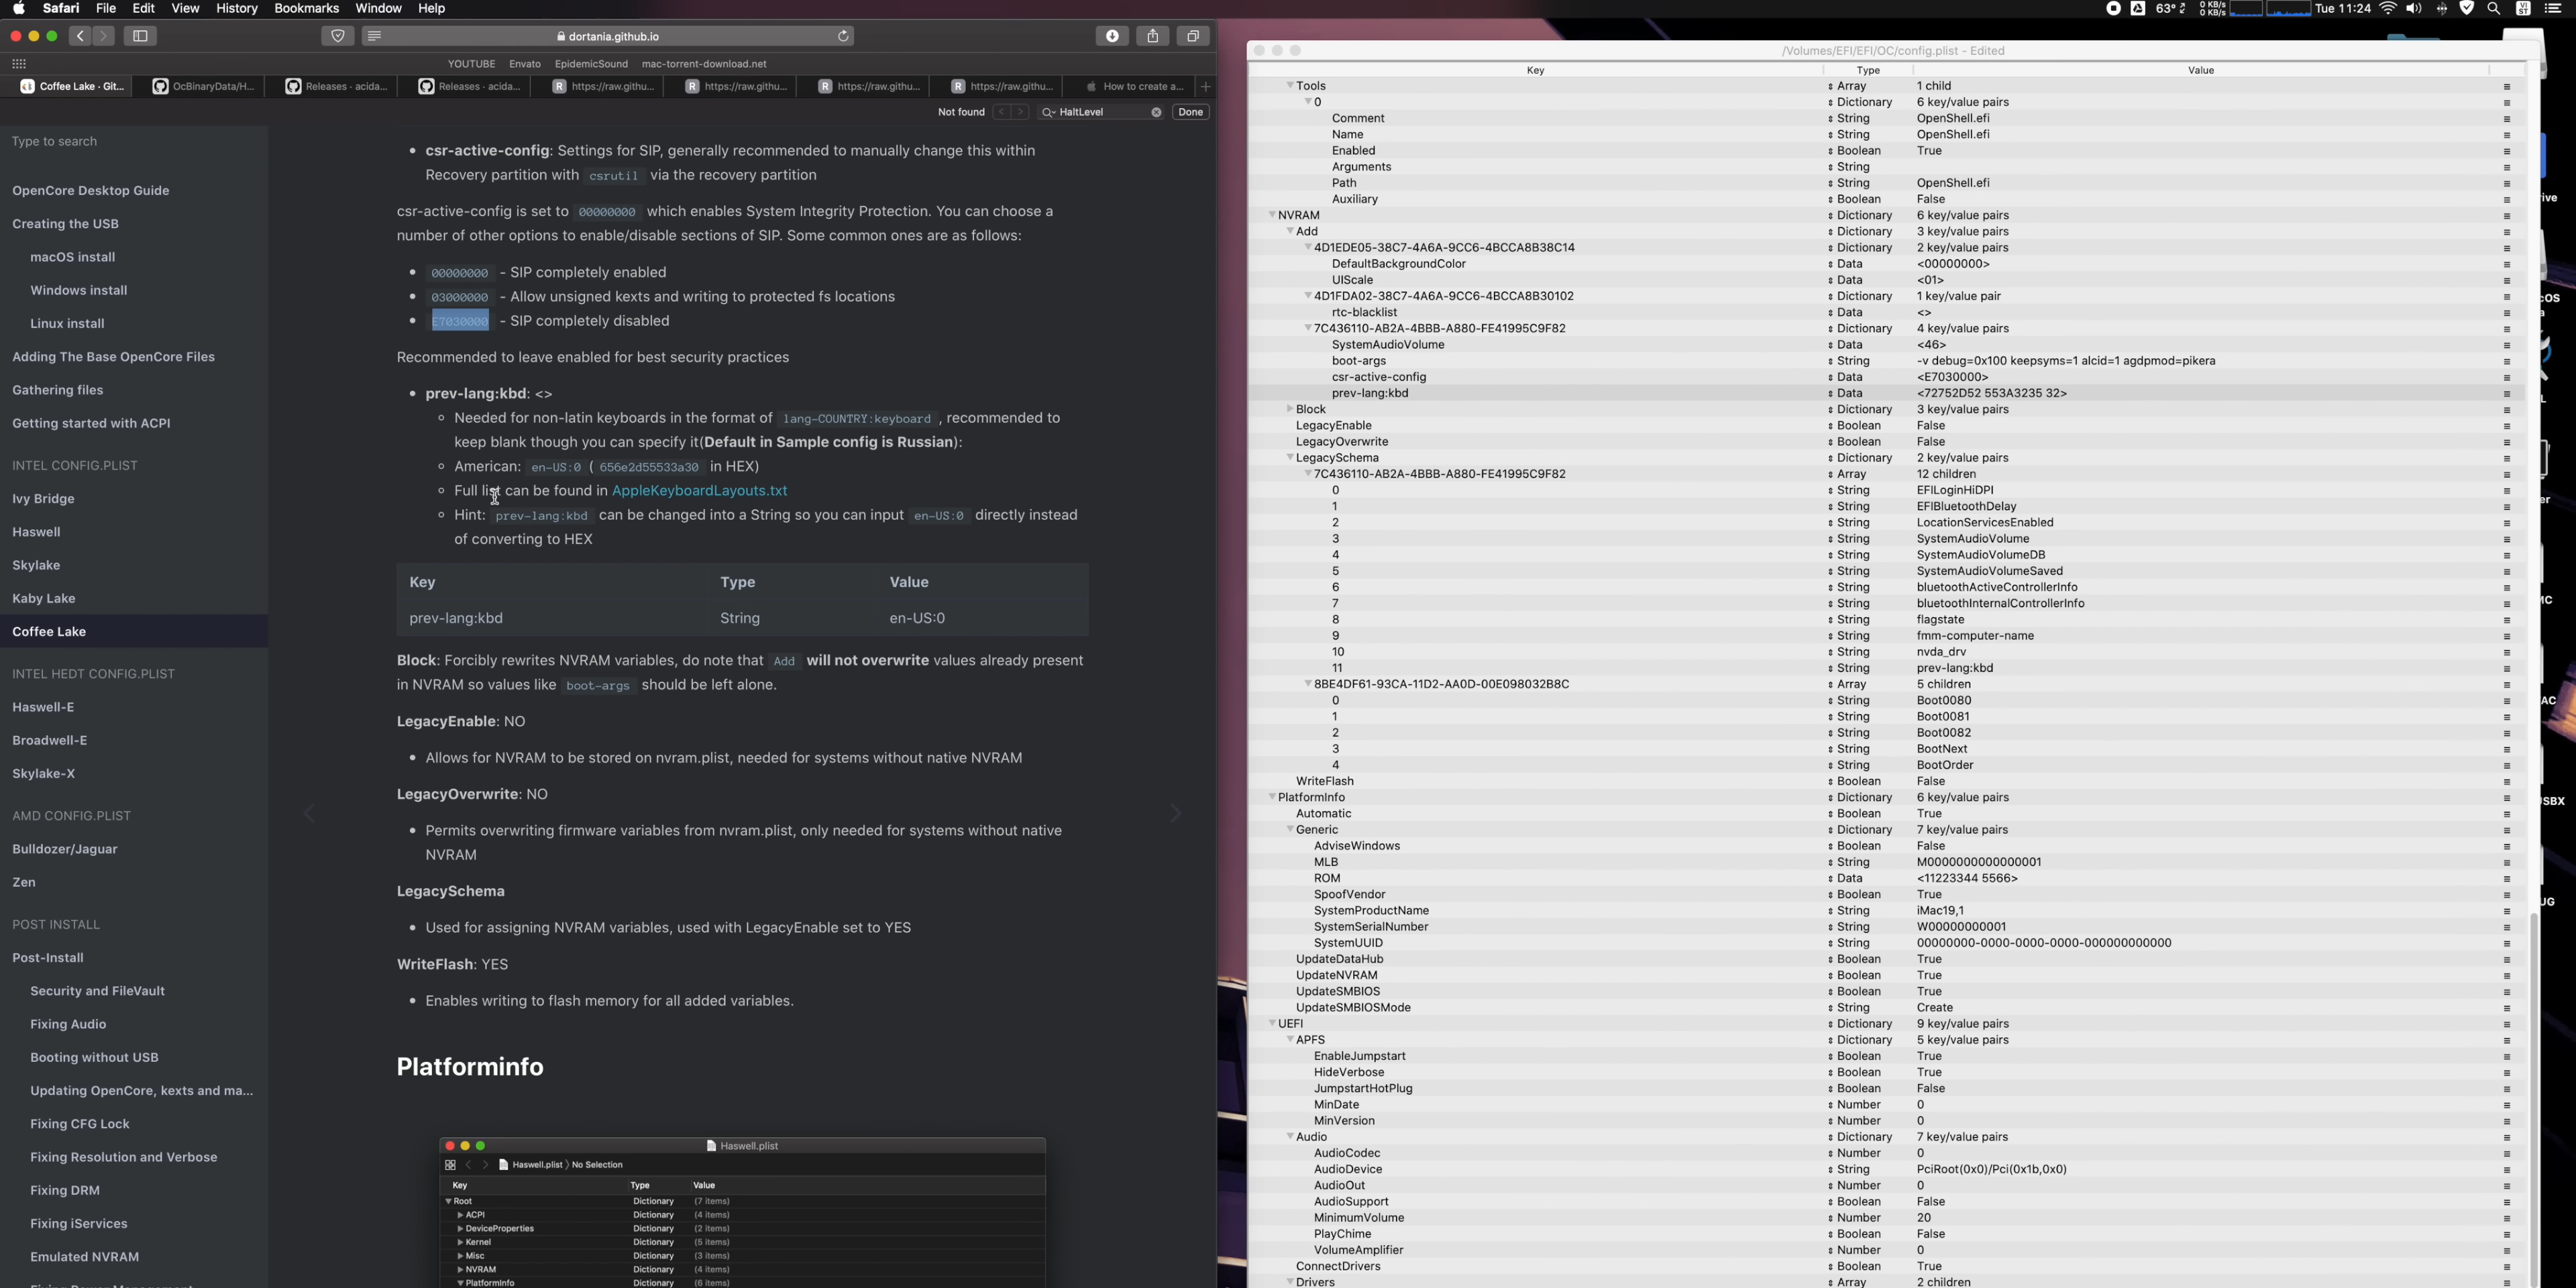 Safari File Edit View History Bookmarks Window Help
63° 0 KB/s 0 KB/s Tue 11:24 VI ST
dortania.github.io
YOUTUBE Envato EpidemicSound mac-torrent-download.net
Coffee Lake · Git... OcBinaryData/H... Releases · acida... Releases · acida... https://raw.githu... https://raw.githu... https://raw.githu... https://raw.githu... How to create a...
Not found HaltLevel Done
Type to search
OpenCore Desktop Guide
Creating the USB
macOS install
Windows install
Linux install
Adding The Base OpenCore Files
Gathering files
Getting started with ACPI
INTEL CONFIG.PLIST
Ivy Bridge
Haswell
Skylake
Kaby Lake
Coffee Lake
INTEL HEDT CONFIG.PLIST
Haswell-E
Broadwell-E
Skylake-X
AMD CONFIG.PLIST
Bulldozer/Jaguar
Zen
POST INSTALL
Post-Install
Security and FileVault
Fixing Audio
Booting without USB
Updating OpenCore, kexts and ma...
Fixing CFG Lock
Fixing Resolution and Verbose
Fixing DRM
Fixing iServices
Emulated NVRAM
• csr-active-config: Settings for SIP, generally recommended to manually change this within
Recovery partition with csrutil via the recovery partition
csr-active-config is set to 00000000 which enables System Integrity Protection. You can choose a
number of other options to enable/disable sections of SIP. Some common ones are as follows:
• 00000000 - SIP completely enabled
• 03000000 - Allow unsigned kexts and writing to protected fs locations
• E7030000 - SIP completely disabled
Recommended to leave enabled for best security practices
• prev-lang:kbd: <>
Needed for non-latin keyboards in the format of lang-COUNTRY:keyboard , recommended to
keep blank though you can specify it(Default in Sample config is Russian):
American: en-US:0 ( 656e2d55533a30 in HEX)
Full list can be found in AppleKeyboardLayouts.txt
Hint: prev-lang:kbd can be changed into a String so you can input en-US:0 directly instead
of converting to HEX
Key Type Value
prev-lang:kbd String en-US:0
Block: Forcibly rewrites NVRAM variables, do note that Add will not overwrite values already present
in NVRAM so values like boot-args should be left alone.
LegacyEnable: NO
• Allows for NVRAM to be stored on nvram.plist, needed for systems without native NVRAM
LegacyOverwrite: NO
• Permits overwriting firmware variables from nvram.plist, only needed for systems without native
NVRAM
LegacySchema
• Used for assigning NVRAM variables, used with LegacyEnable set to YES
WriteFlash: YES
• Enables writing to flash memory for all added variables.
Platforminfo
Haswell.plist
Haswell.plist No Selection
Key Type Value
Root Dictionary (7 items)
ACPI Dictionary (4 items)
DeviceProperties Dictionary (2 items)
Kernel Dictionary (5 items)
Misc Dictionary (3 items)
NVRAM Dictionary (4 items)
PlatformInfo Dictionary (6 items)
/Volumes/EFI/EFI/OC/config.plist - Edited
Key Type Value
Tools Array 1 child
0 Dictionary 6 key/value pairs
Comment String OpenShell.efi
Name String OpenShell.efi
Enabled Boolean True
Arguments String
Path String OpenShell.efi
Auxiliary Boolean False
NVRAM Dictionary 6 key/value pairs
Add Dictionary 3 key/value pairs
4D1EDE05-38C7-4A6A-9CC6-4BCCA8B38C14 Dictionary 2 key/value pairs
DefaultBackgroundColor Data <00000000>
UIScale Data <01>
4D1FDA02-38C7-4A6A-9CC6-4BCCA8B30102 Dictionary 1 key/value pair
rtc-blacklist Data <>
7C436110-AB2A-4BBB-A880-FE41995C9F82 Dictionary 4 key/value pairs
SystemAudioVolume Data <46>
boot-args String -v debug=0x100 keepsyms=1 alcid=1 agdpmod=pikera
csr-active-config Data <E7030000>
prev-lang:kbd Data <72752D52 553A3235 32>
Block Dictionary 3 key/value pairs
LegacyEnable Boolean False
LegacyOverwrite Boolean False
LegacySchema Dictionary 2 key/value pairs
7C436110-AB2A-4BBB-A880-FE41995C9F82 Array 12 children
0 String EFILoginHiDPI
1 String EFIBluetoothDelay
2 String LocationServicesEnabled
3 String SystemAudioVolume
4 String SystemAudioVolumeDB
5 String SystemAudioVolumeSaved
6 String bluetoothActiveControllerInfo
7 String bluetoothInternalControllerInfo
8 String flagstate
9 String fmm-computer-name
10 String nvda_drv
11 String prev-lang:kbd
8BE4DF61-93CA-11D2-AA0D-00E098032B8C Array 5 children
0 String Boot0080
1 String Boot0081
2 String Boot0082
3 String BootNext
4 String BootOrder
WriteFlash Boolean False
PlatformInfo Dictionary 6 key/value pairs
Automatic Boolean True
Generic Dictionary 7 key/value pairs
AdviseWindows Boolean False
MLB String M0000000000000001
ROM Data <11223344 5566>
SpoofVendor Boolean True
SystemProductName String iMac19,1
SystemSerialNumber String W00000000001
SystemUUID String 00000000-0000-0000-0000-000000000000
UpdateDataHub Boolean True
UpdateNVRAM Boolean True
UpdateSMBIOS Boolean True
UpdateSMBIOSMode String Create
UEFI Dictionary 9 key/value pairs
APFS Dictionary 5 key/value pairs
EnableJumpstart Boolean True
HideVerbose Boolean True
JumpstartHotPlug Boolean False
MinDate Number 0
MinVersion Number 0
Audio Dictionary 7 key/value pairs
AudioCodec Number 0
AudioDevice String PciRoot(0x0)/Pci(0x1b,0x0)
AudioOut Number 0
AudioSupport Boolean False
MinimumVolume Number 20
PlayChime Boolean False
VolumeAmplifier Number 0
ConnectDrivers Boolean True
Drivers Array 2 children